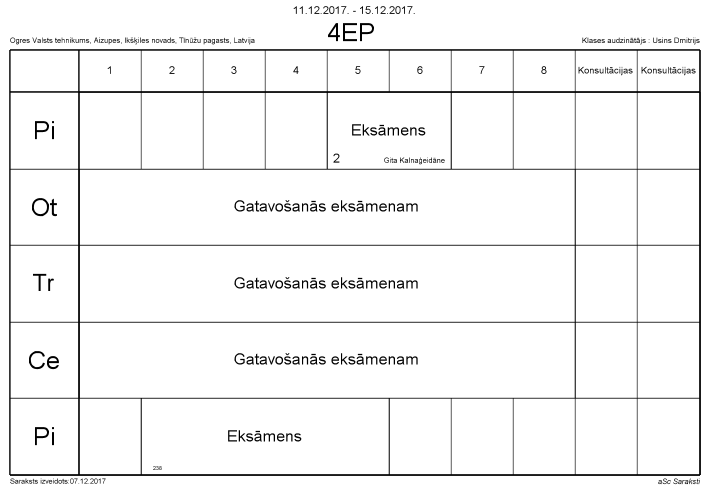 11.12.2017. - 15.12.2017.
4EP
Ogres Valsts tehnikums, Aizupes, Ikšķiles novads, Tīnūžu pagasts, Latvija
Klases audzinātājs : Usins Dmitrijs
1 2 3 4 5 6 7 8 Konsultācijas Konsultācijas
Pi Eksāmens
2 Gita Kalnaģeidāne
Ot Gatavošanās eksāmenam
Tr Gatavošanās eksāmenam
Ce Gatavošanās eksāmenam
Pi Eksāmens
238
Saraksts izveidots:07.12.2017 aSc Saraksti